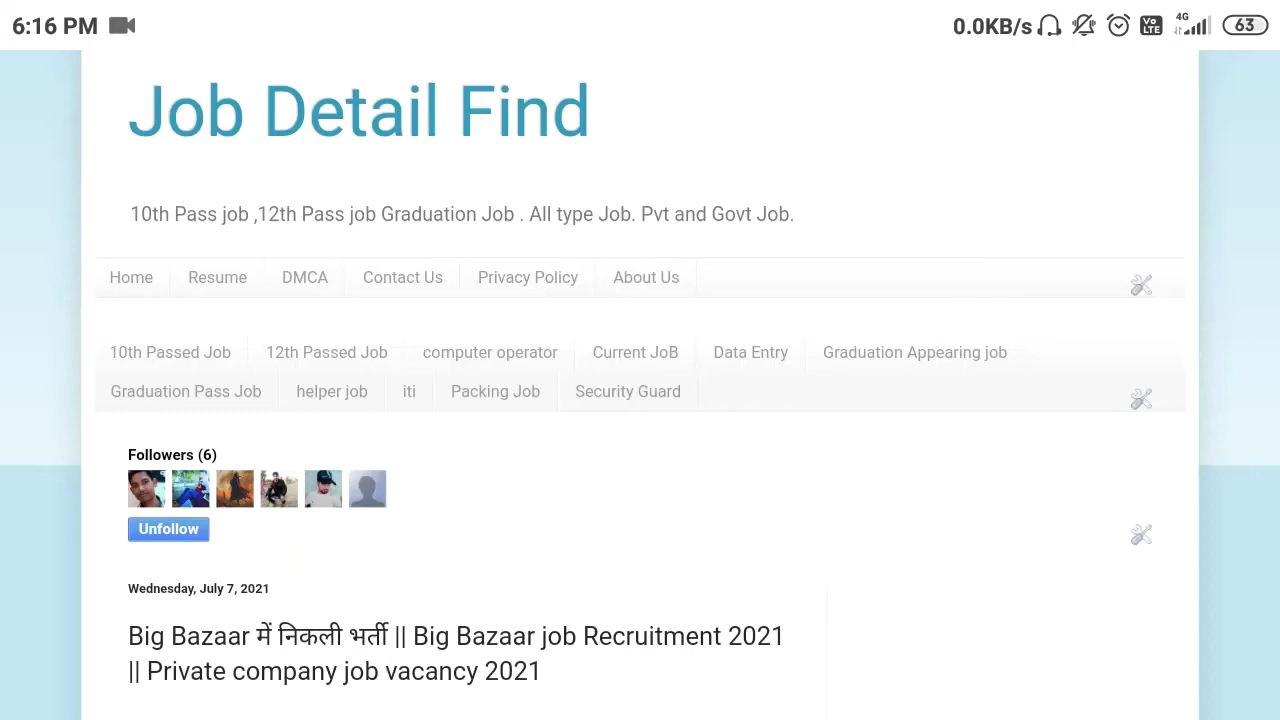 6:16 PM 0.0KB/s Vo LTE 4G 63
Job Detail Find
10th Pass job ,12th Pass job Graduation Job . All type Job. Pvt and Govt Job.
Home Resume DMCA Contact Us Privacy Policy About Us
10th Passed Job 12th Passed Job computer operator Current JoB Data Entry Graduation Appearing job
Graduation Pass Job helper job iti Packing Job Security Guard
Followers (6)
Unfollow
Wednesday, July 7, 2021
Big Bazaar में निकली भर्ती || Big Bazaar job Recruitment 2021
|| Private company job vacancy 2021